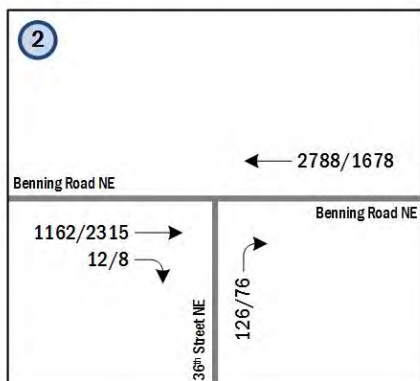 2
2788/1678
Benning Road NE
Benning Road NE
1162/2315
12/8
126/76
36th Street NE